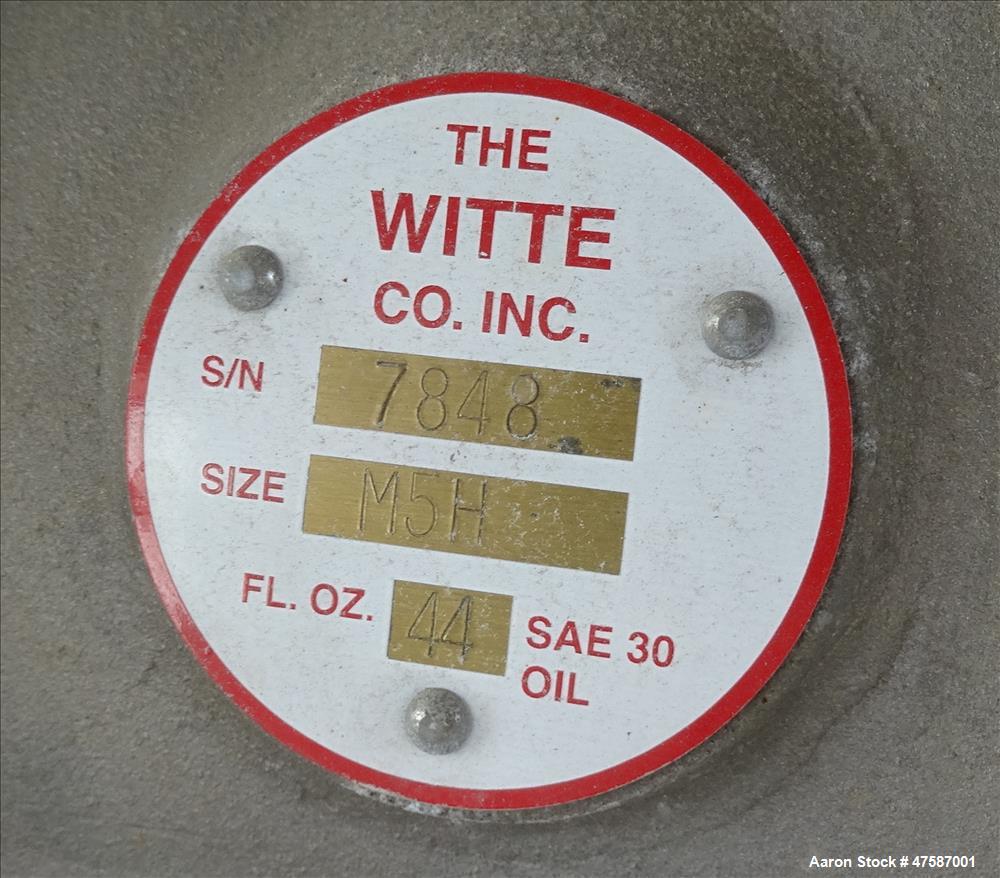 THE
WITTE
CO. INC.
S/N 7848
SIZE M5H
FL. OZ. 44 SAE 30
OIL
Aaron Stock # 47587001